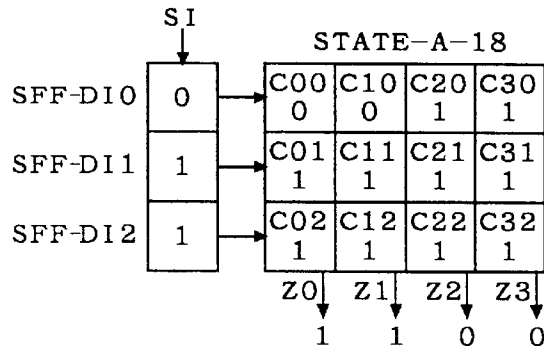 SI
STATE-A-18
SFF-DI0 0 C00 C10 C20 C30
0 0 1 1
SFF-DI1 1 C01 C11 C21 C31
1 1 1 1
SFF-DI2 1 C02 C12 C22 C32
1 1 1 1
Z0 Z1 Z2 Z3
1 1 0 0